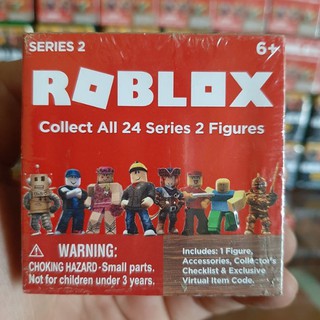 SERIES 2
6+
ROBLOX
Collect All 24 Series 2 Figures
WARNING:
CHOKING HAZARD-Small parts.
Not for children under 3 years.
Includes: 1 Figure,
Accessories, Collector's
Checklist & Exclusive
Virtual Item Code.